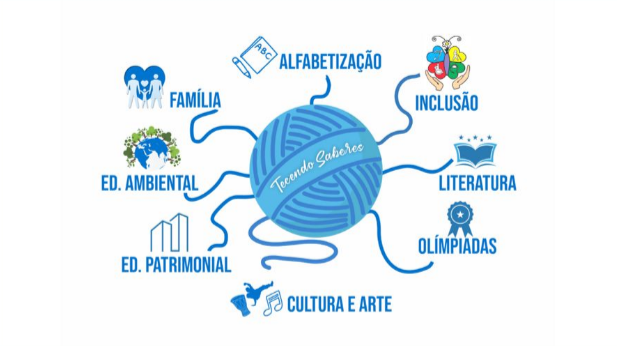 ABC
ALFABETIZAÇÃO
FAMÍLIA
INCLUSÃO
Tecendo Saberes
ED. AMBIENTAL
LITERATURA
ED. PATRIMONIAL
OLÍMPIADAS
CULTURA E ARTE